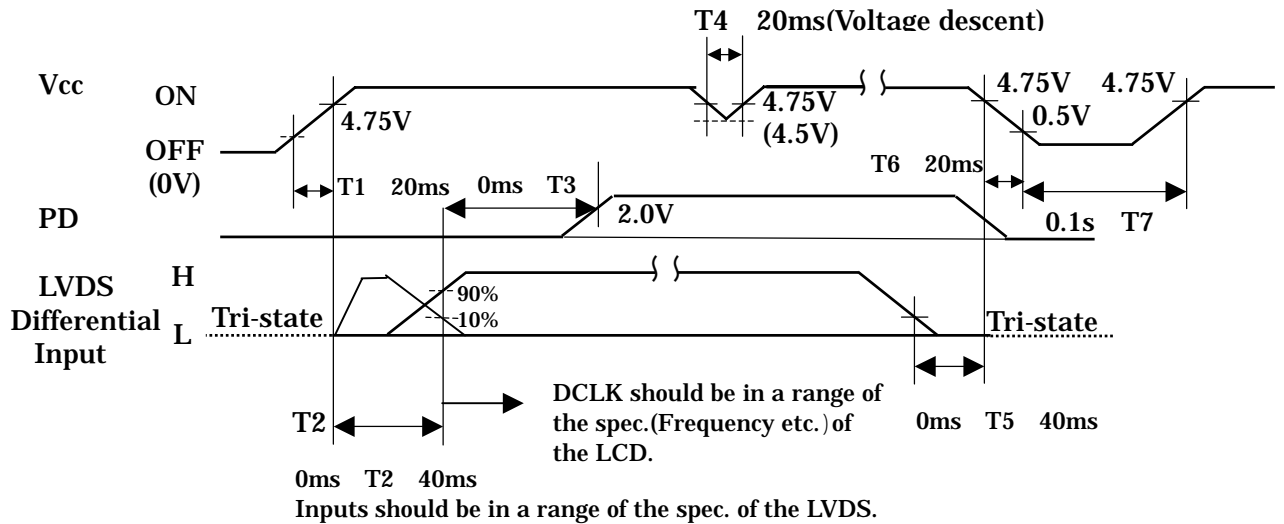 T4 20ms(Voltage descent)
Vcc
ON
4.75V
4.75V
(4.5V)
4.75V
4.75V
0.5V
OFF
(0V)
T1 20ms
0ms T3
T6 20ms
PD
2.0V
0.1s T7
LVDS
Differential
Input
H
L
90%
10%
Tri-state
Tri-state
T2
DCLK should be in a range of
the spec.(Frequency etc.)of
the LCD.
0ms T5 40ms
0ms T2 40ms
Inputs should be in a range of the spec. of the LVDS.